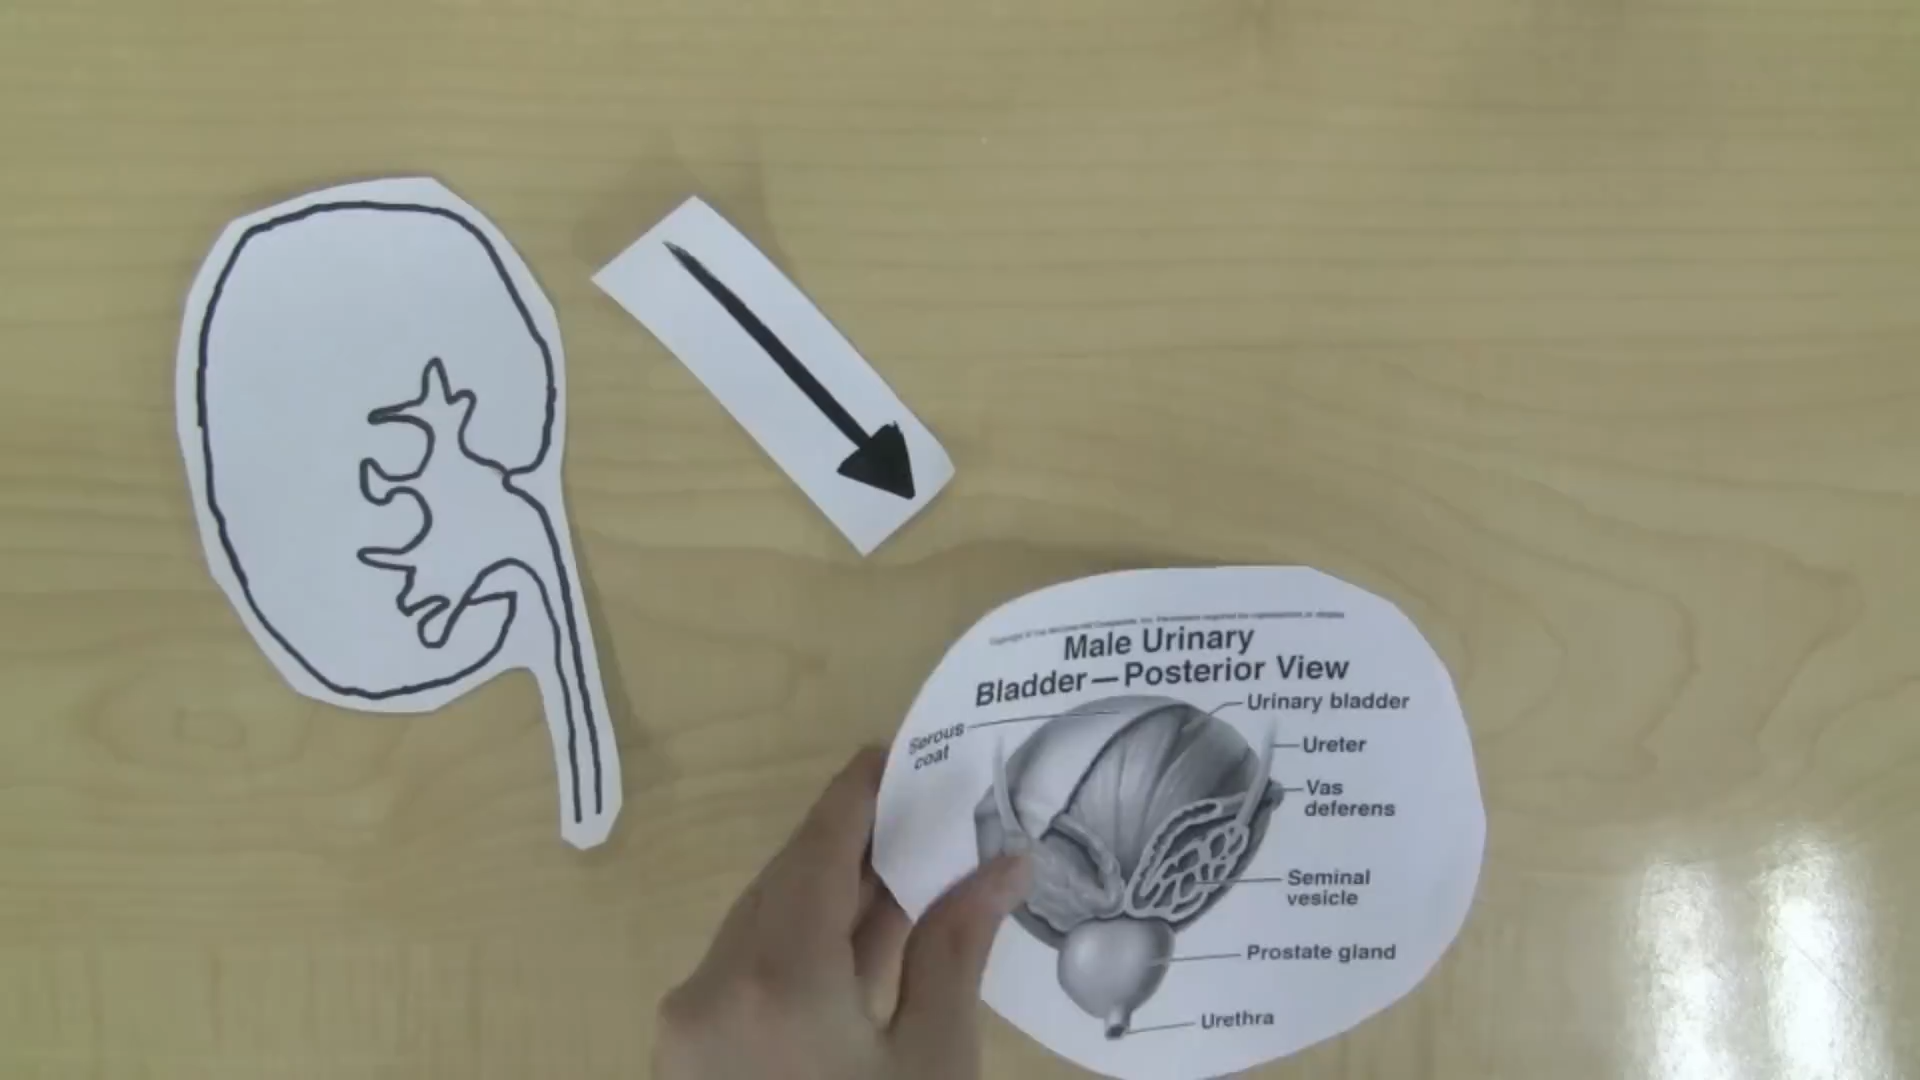 Male Urinary
Bladder—Posterior View
Serous
coat
Urinary bladder
Ureter
Vas
deferens
Seminal
vesicle
Prostate gland
Urethra